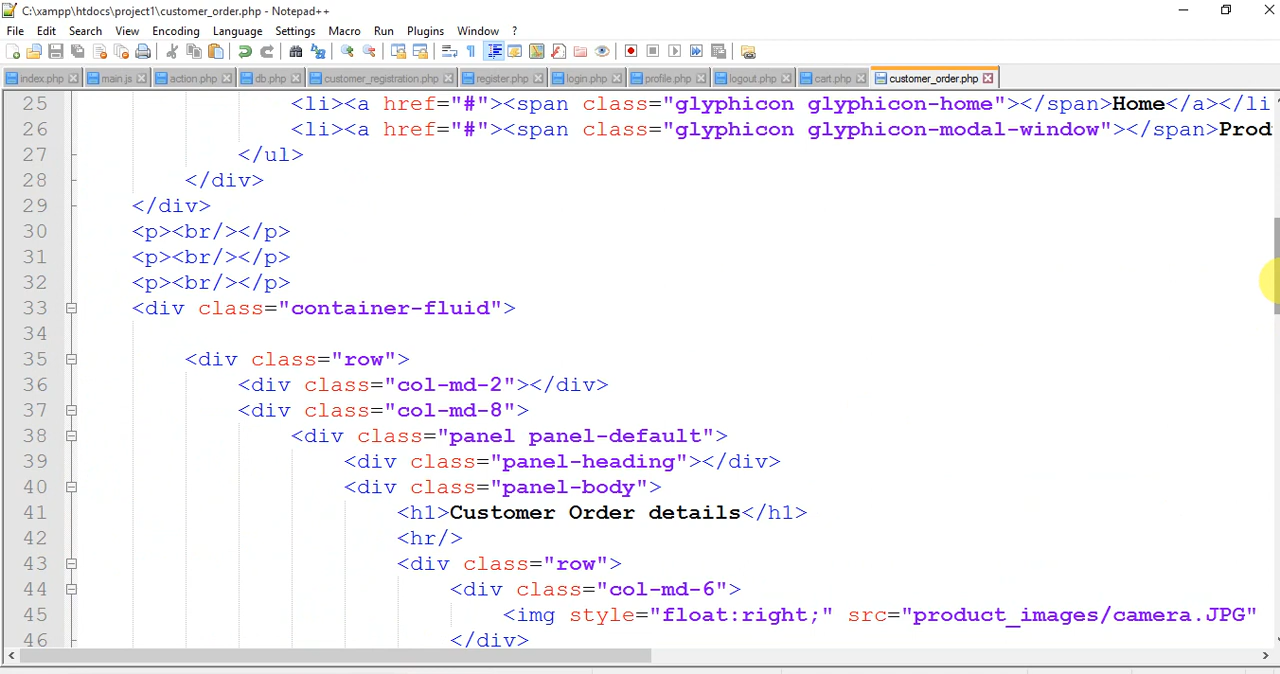 C:\xampp\htdocs\project1\customer_order.php - Notepad++
File Edit Search View Encoding Language Settings Macro Run Plugins Window ?
index.php main.js action.php db.php customer_registration.php register.php login.php profile.php logout.php cart.php customer_order.php
25 <li><a href="#"><span class="glyphicon glyphicon-home"></span>Home</a></li
26 <li><a href="#"><span class="glyphicon glyphicon-modal-window"></span>Prod
27 </ul>
28 </div>
29 </div>
30 <p><br/></p>
31 <p><br/></p>
32 <p><br/></p>
33 <div class="container-fluid">
34
35 <div class="row">
36 <div class="col-md-2"></div>
37 <div class="col-md-8">
38 <div class="panel panel-default">
39 <div class="panel-heading"></div>
40 <div class="panel-body">
41 <h1>Customer Order details</h1>
42 <hr/>
43 <div class="row">
44 <div class="col-md-6">
45 <img style="float:right;" src="product_images/camera.JPG"
46 </div>